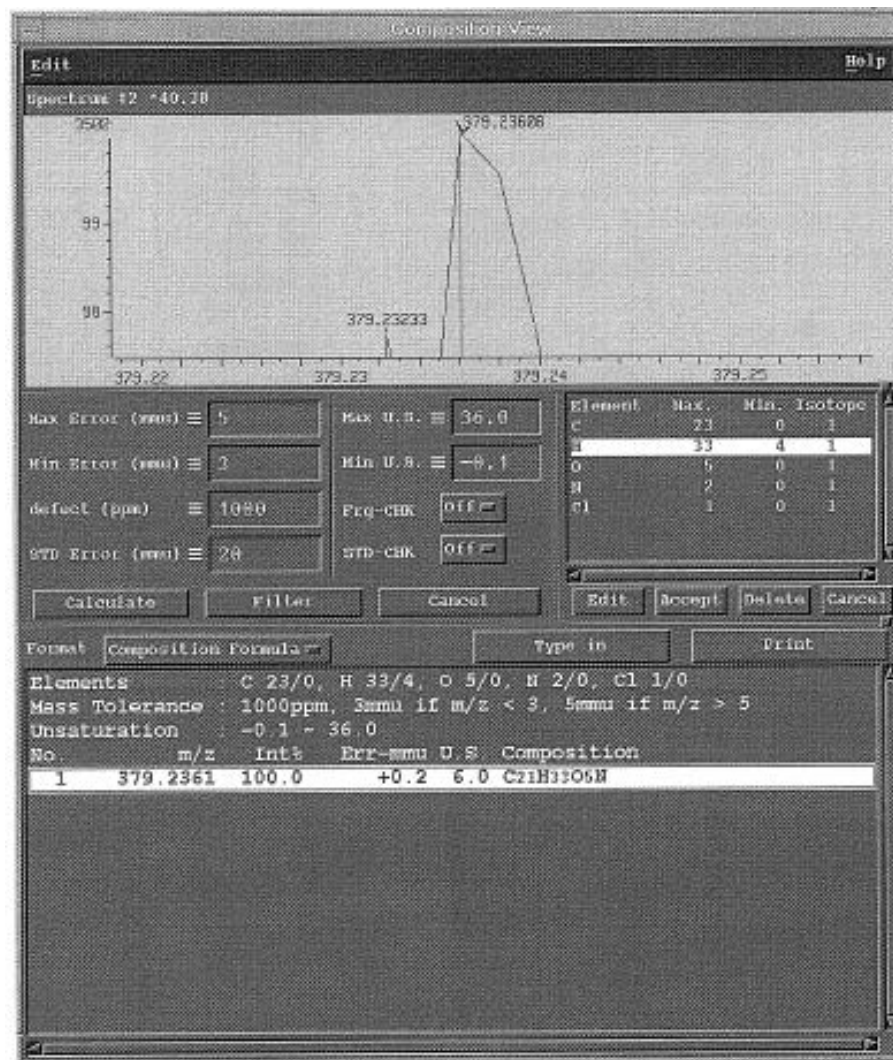 Composition View
Edit Help
Spectrum #2 *40.30
3502
379.23608
99
98
379.23233
379.22 379.23 379.24 379.25
Max Error (mmu) 5
Min Error (mmu) 3
defect (ppm) 1000
STD Error (mmu) 20
Max U.S. 36.0
Min U.S. -0.1
Frq-CHK Off
STD-CHK Off
Element Max. Min. Isotope
C 23 0 1
H 33 4 1
O 5 0 1
N 2 0 1
Cl 1 0 1
Calculate Filter Cancel Edit Accept Delete Cancel
Format Composition Formula Type in Print
Elements : C 23/0, H 33/4, O 5/0, N 2/0, Cl 1/0
Mass Tolerance : 1000ppm, 3mmu if m/z < 3, 5mmu if m/z > 5
Unsaturation : -0.1 ~ 36.0
No. m/z Int% Err-mmu U.S Composition
1 379.2361 100.0 +0.2 6.0 C21H33O5N